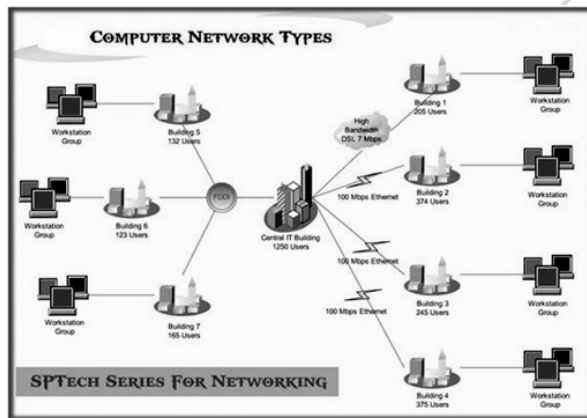 COMPUTER NETWORK TYPES
Workstation
Group
Building 5
132 Users
Workstation
Group
Building 6
123 Users
Workstation
Group
Building 7
165 Users
FDDI
Central IT Building
1250 Users
High
Bandwidth
DSL 7 Mbps
100 Mbps Ethernet
100 Mbps Ethernet
100 Mbps Ethernet
Building 1
205 Users
Workstation
Group
Building 2
374 Users
Workstation
Group
Building 3
245 Users
Workstation
Group
Building 4
375 Users
Workstation
Group
SPTECH SERIES FOR NETWORKING